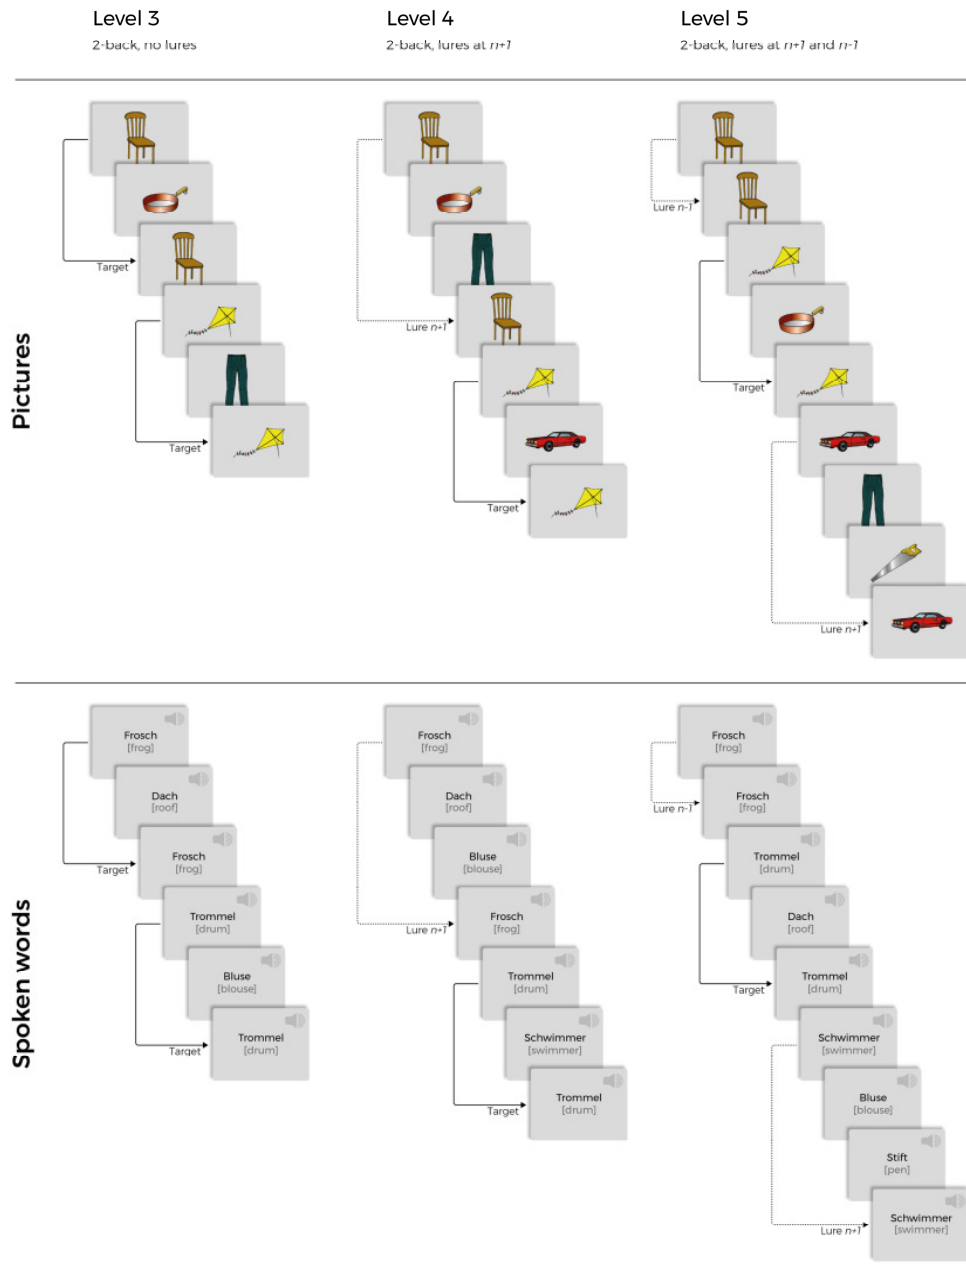 Level 3
2-back, no lures
Level 4
2-back, lures at n+1
Level 5
2-back, lures at n+1 and n-1
Pictures
Target
Target
Lure n+1
Target
Lure n-1
Target
Lure n+1
Spoken words
Frosch
[frog]
Dach
[roof]
Frosch
[frog]
Target
Trommel
[drum]
Bluse
[blouse]
Trommel
[drum]
Target
Frosch
[frog]
Dach
[roof]
Bluse
[blouse]
Frosch
[frog]
Lure n+1
Trommel
[drum]
Schwimmer
[swimmer]
Trommel
[drum]
Target
Frosch
[frog]
Frosch
[frog]
Lure n-1
Trommel
[drum]
Dach
[roof]
Trommel
[drum]
Target
Schwimmer
[swimmer]
Bluse
[blouse]
Stift
[pen]
Schwimmer
[swimmer]
Lure n+1